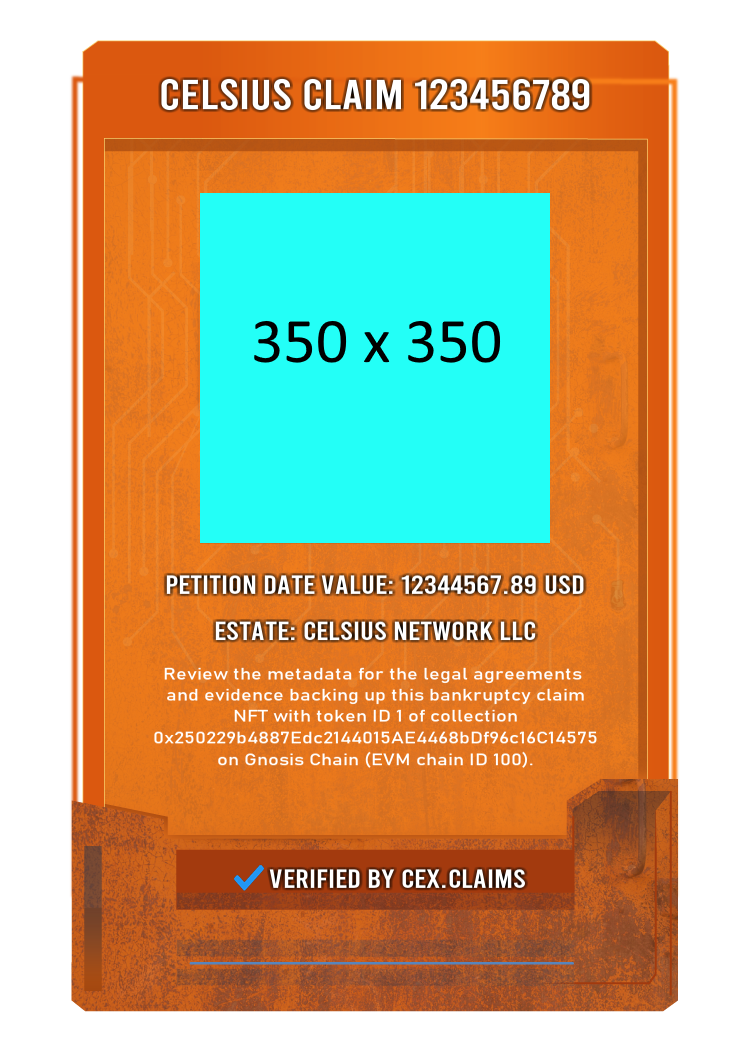 CELSIUS CLAIM 123456789
350 x 350
PETITION DATE VALUE: 12344567.89 USD
ESTATE: CELSIUS NETWORK LLC
Review the metadata for the legal agreements
and evidence backing up this bankruptcy claim
NFT with token ID 1 of collection
0x250229b4887Edc2144015AE4468bDf96c16C14575
on Gnosis Chain (EVM chain ID 100).
VERIFIED BY CEX.CLAIMS